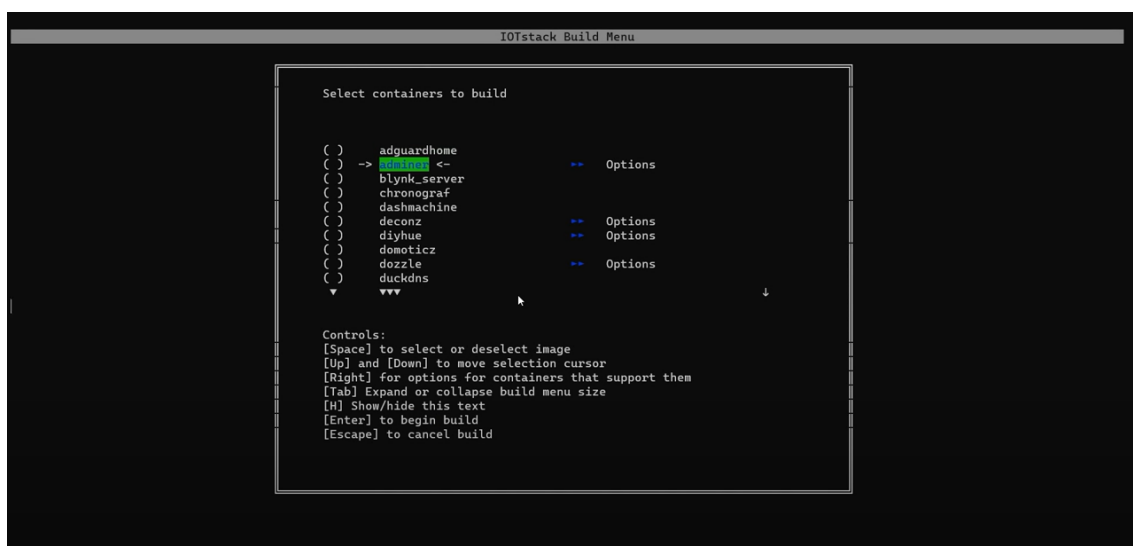 IOTstack Build Menu
Select containers to build
( ) adguardhome
( ) -> adminer <- ►► Options
( ) blynk_server
( ) chronograf
( ) dashmachine
( ) deconz ►► Options
( ) diyhue ►► Options
( ) domoticz
( ) dozzle ►► Options
( ) duckdns
▼ ▼▼▼ ↓
Controls:
[Space] to select or deselect image
[Up] and [Down] to move selection cursor
[Right] for options for containers that support them
[Tab] Expand or collapse build menu size
[H] Show/hide this text
[Enter] to begin build
[Escape] to cancel build